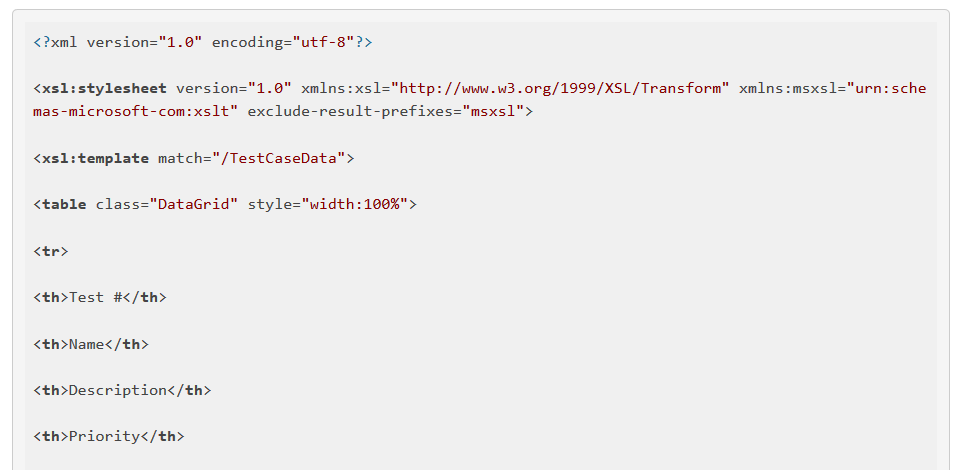 <?xml version="1.0" encoding="utf-8"?>
<xsl:stylesheet version="1.0" xmlns:xsl="http://www.w3.org/1999/XSL/Transform" xmlns:msxsl="urn:sche
mas-microsoft-com:xslt" exclude-result-prefixes="msxsl">
<xsl:template match="/TestCaseData">
<table class="DataGrid" style="width:100%">
<tr>
<th>Test #</th>
<th>Name</th>
<th>Description</th>
<th>Priority</th>